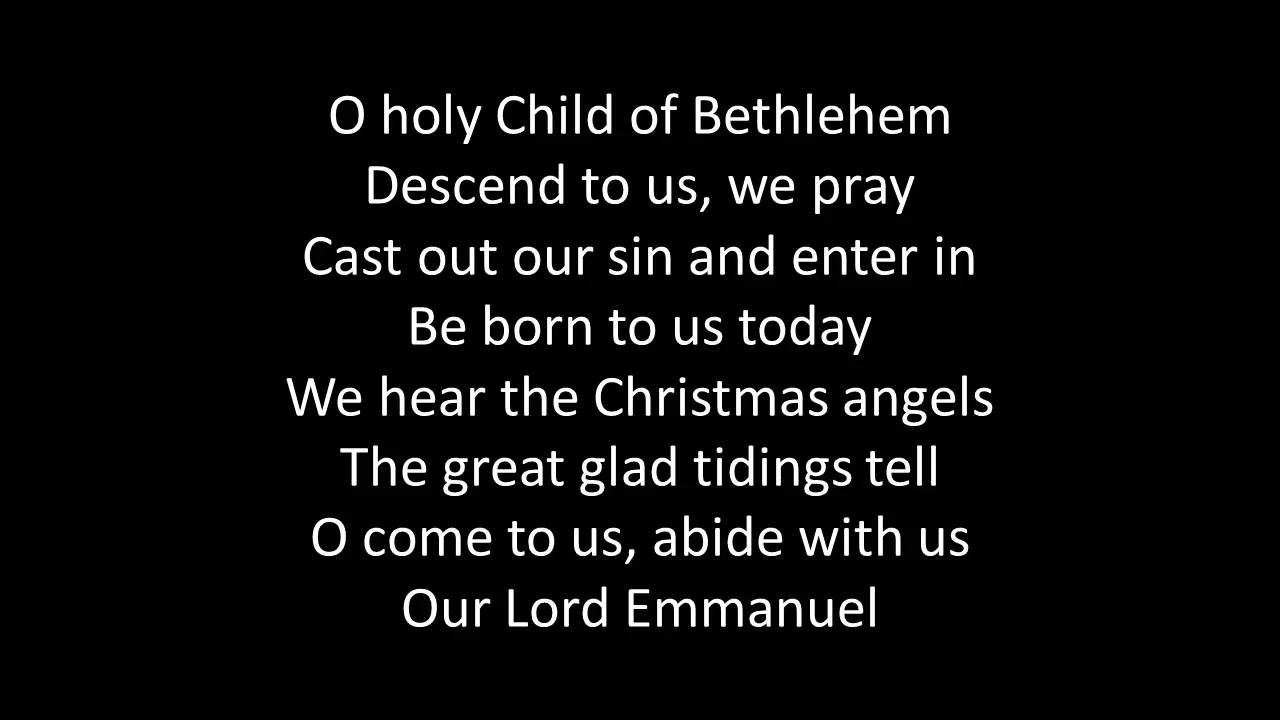 O holy Child of Bethlehem
Descend to us, we pray
Cast out our sin and enter in
Be born to us today
We hear the Christmas angels
The great glad tidings tell
O come to us, abide with us
Our Lord Emmanuel